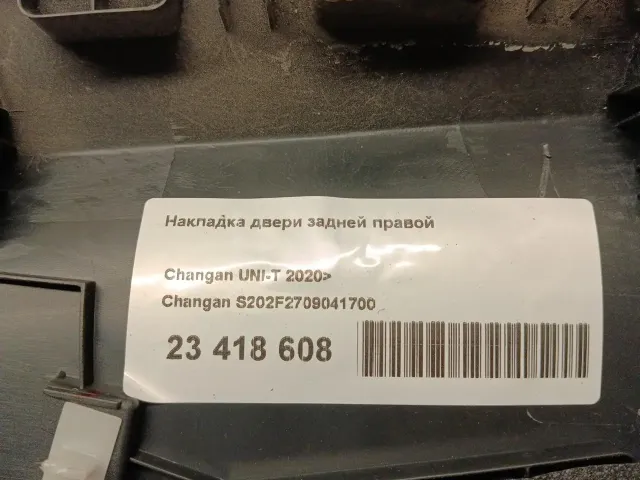 Накладка двери задней правой
Changan UNI-T 2020>
Changan S202F2709041700
23 418 608